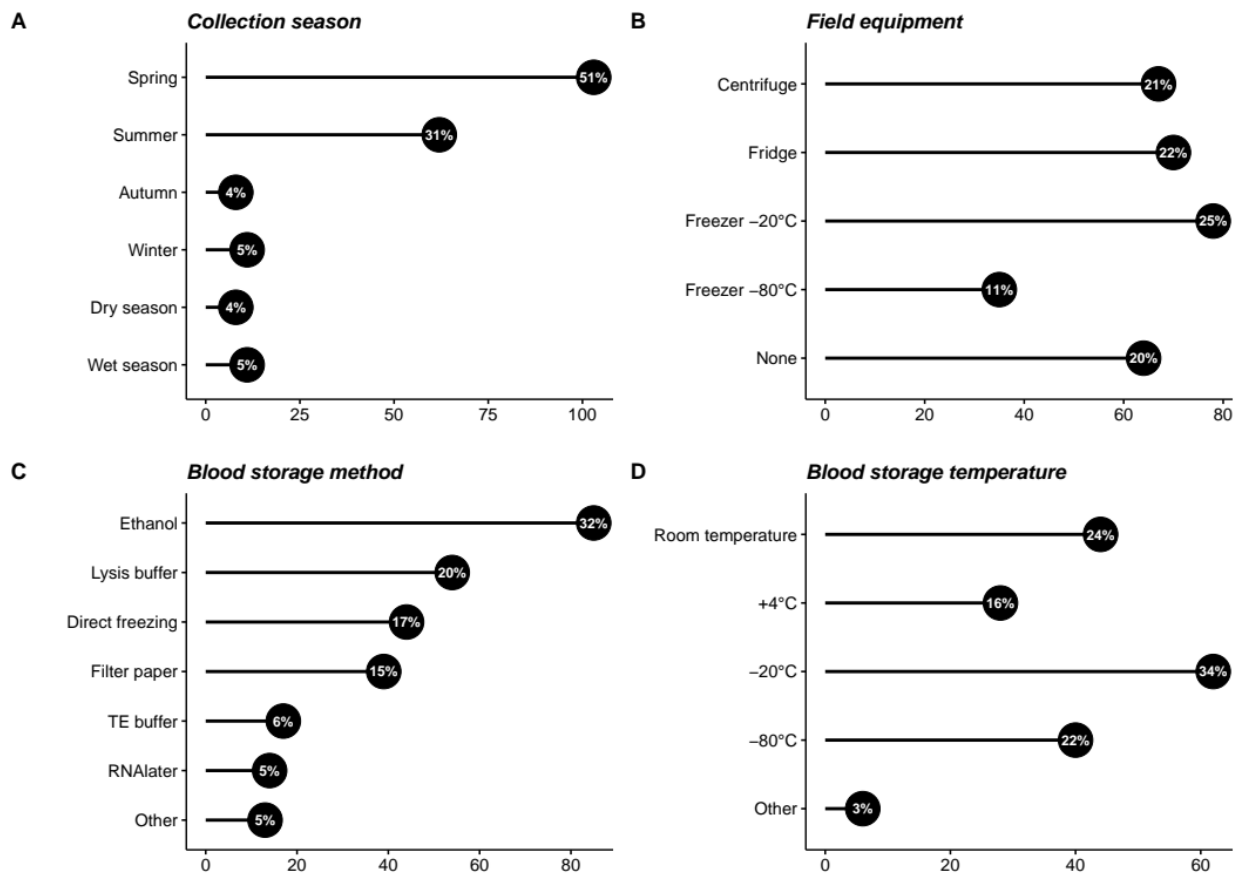 A
Collection season
Spring
51%
Summer
31%
Autumn
4%
Winter
5%
Dry season
4%
Wet season
5%
0 25 50 75 100
B
Field equipment
Centrifuge
21%
Fridge
22%
Freezer –20°C
25%
Freezer –80°C
11%
None
20%
0 20 40 60 80
C
Blood storage method
Ethanol
32%
Lysis buffer
20%
Direct freezing
17%
Filter paper
15%
TE buffer
6%
RNAlater
5%
Other
5%
0 20 40 60 80
D
Blood storage temperature
Room temperature
24%
+4°C
16%
–20°C
34%
–80°C
22%
Other
3%
0 20 40 60